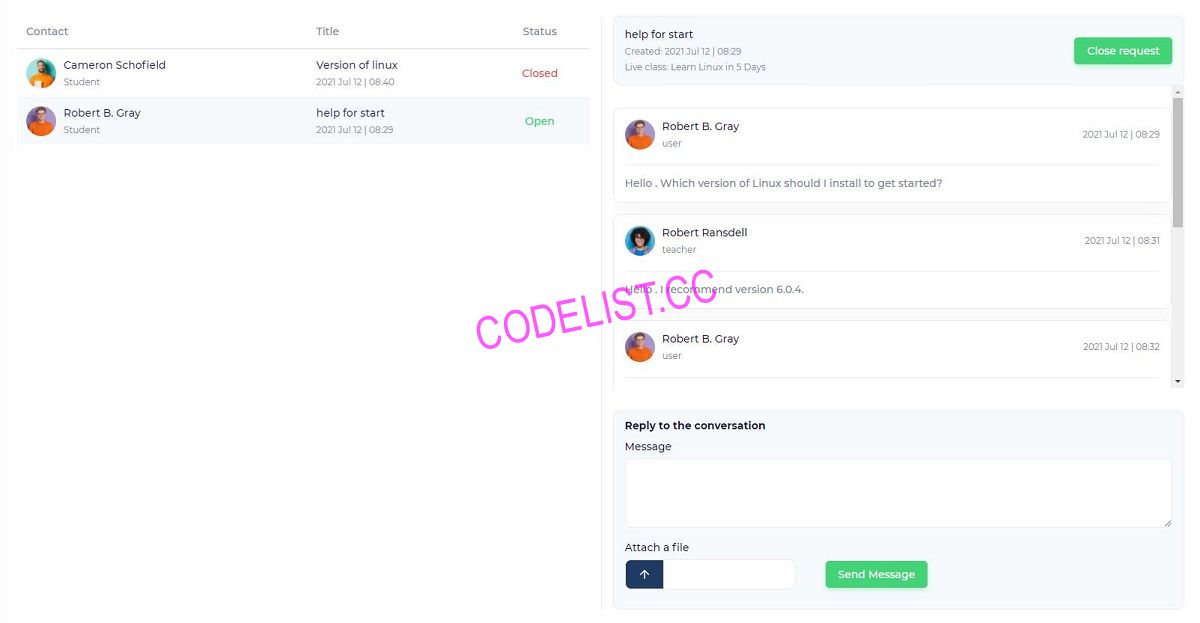 Contact Title Status
Cameron Schofield Version of linux Closed
Student 2021 Jul 12 | 08:40
Robert B. Gray help for start Open
Student 2021 Jul 12 | 08:29
help for start
Created: 2021 Jul 12 | 08:29
Live class: Learn Linux in 5 Days
Close request
Robert B. Gray
user
2021 Jul 12 | 08:29
Hello . Which version of Linux should I install to get started?
Robert Ransdell
teacher
2021 Jul 12 | 08:31
Hello . I recommend version 6.0.4.
CODELIST.CC
Robert B. Gray
user
2021 Jul 12 | 08:32
Reply to the conversation
Message
Attach a file
Send Message